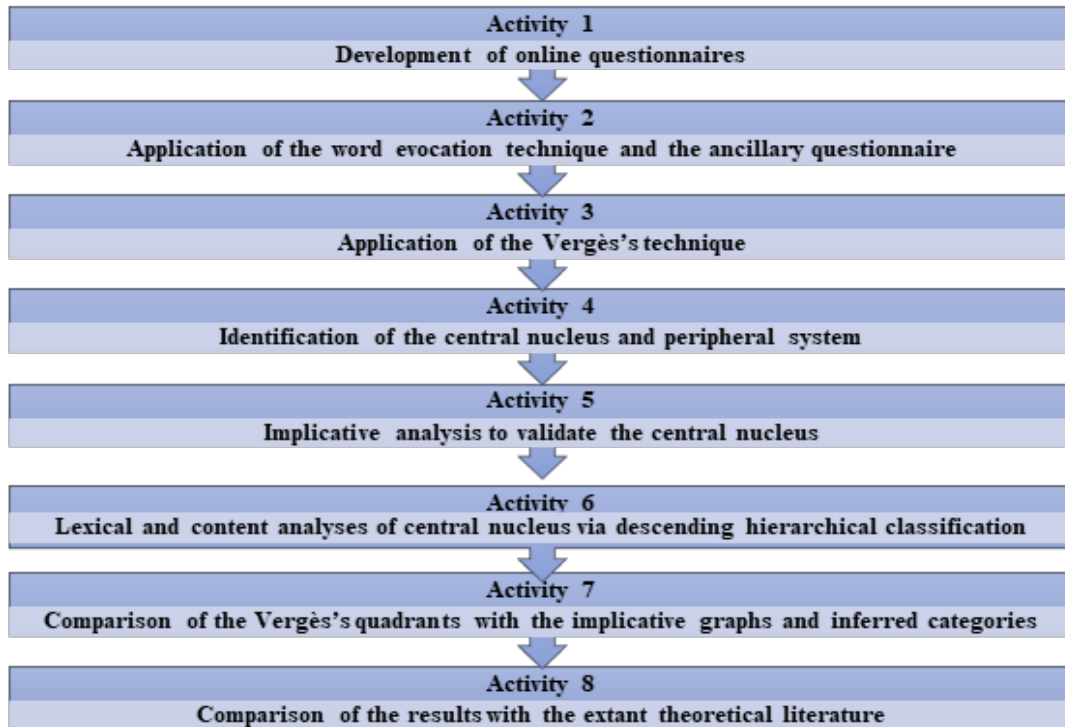 Activity 1
Development of online questionnaires
Activity 2
Application of the word evocation technique and the ancillary questionnaire
Activity 3
Application of the Vergès's technique
Activity 4
Identification of the central nucleus and peripheral system
Activity 5
Implicative analysis to validate the central nucleus
Activity 6
Lexical and content analyses of central nucleus via descending hierarchical classification
Activity 7
Comparison of the Vergès's quadrants with the implicative graphs and inferred categories
Activity 8
Comparison of the results with the extant theoretical literature